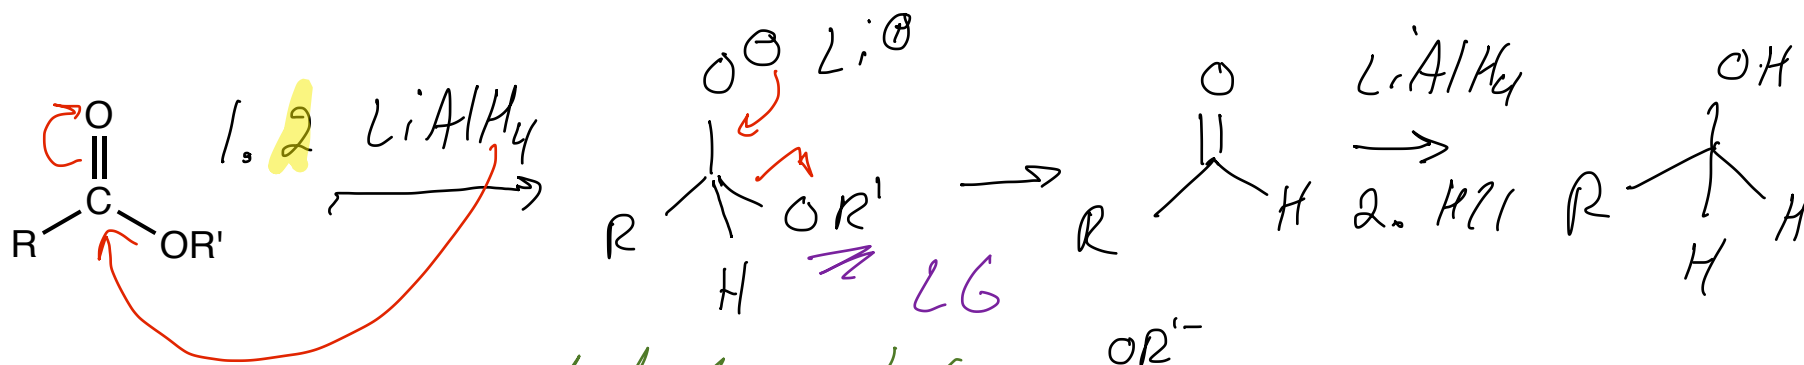 O
C
R
OR'
1. 2 LiAlH4
O⊖ Li⊕
R
OR'
H
LG
O
R
H
OR'-
LiAlH4
2. HCl
OH
R
H
H